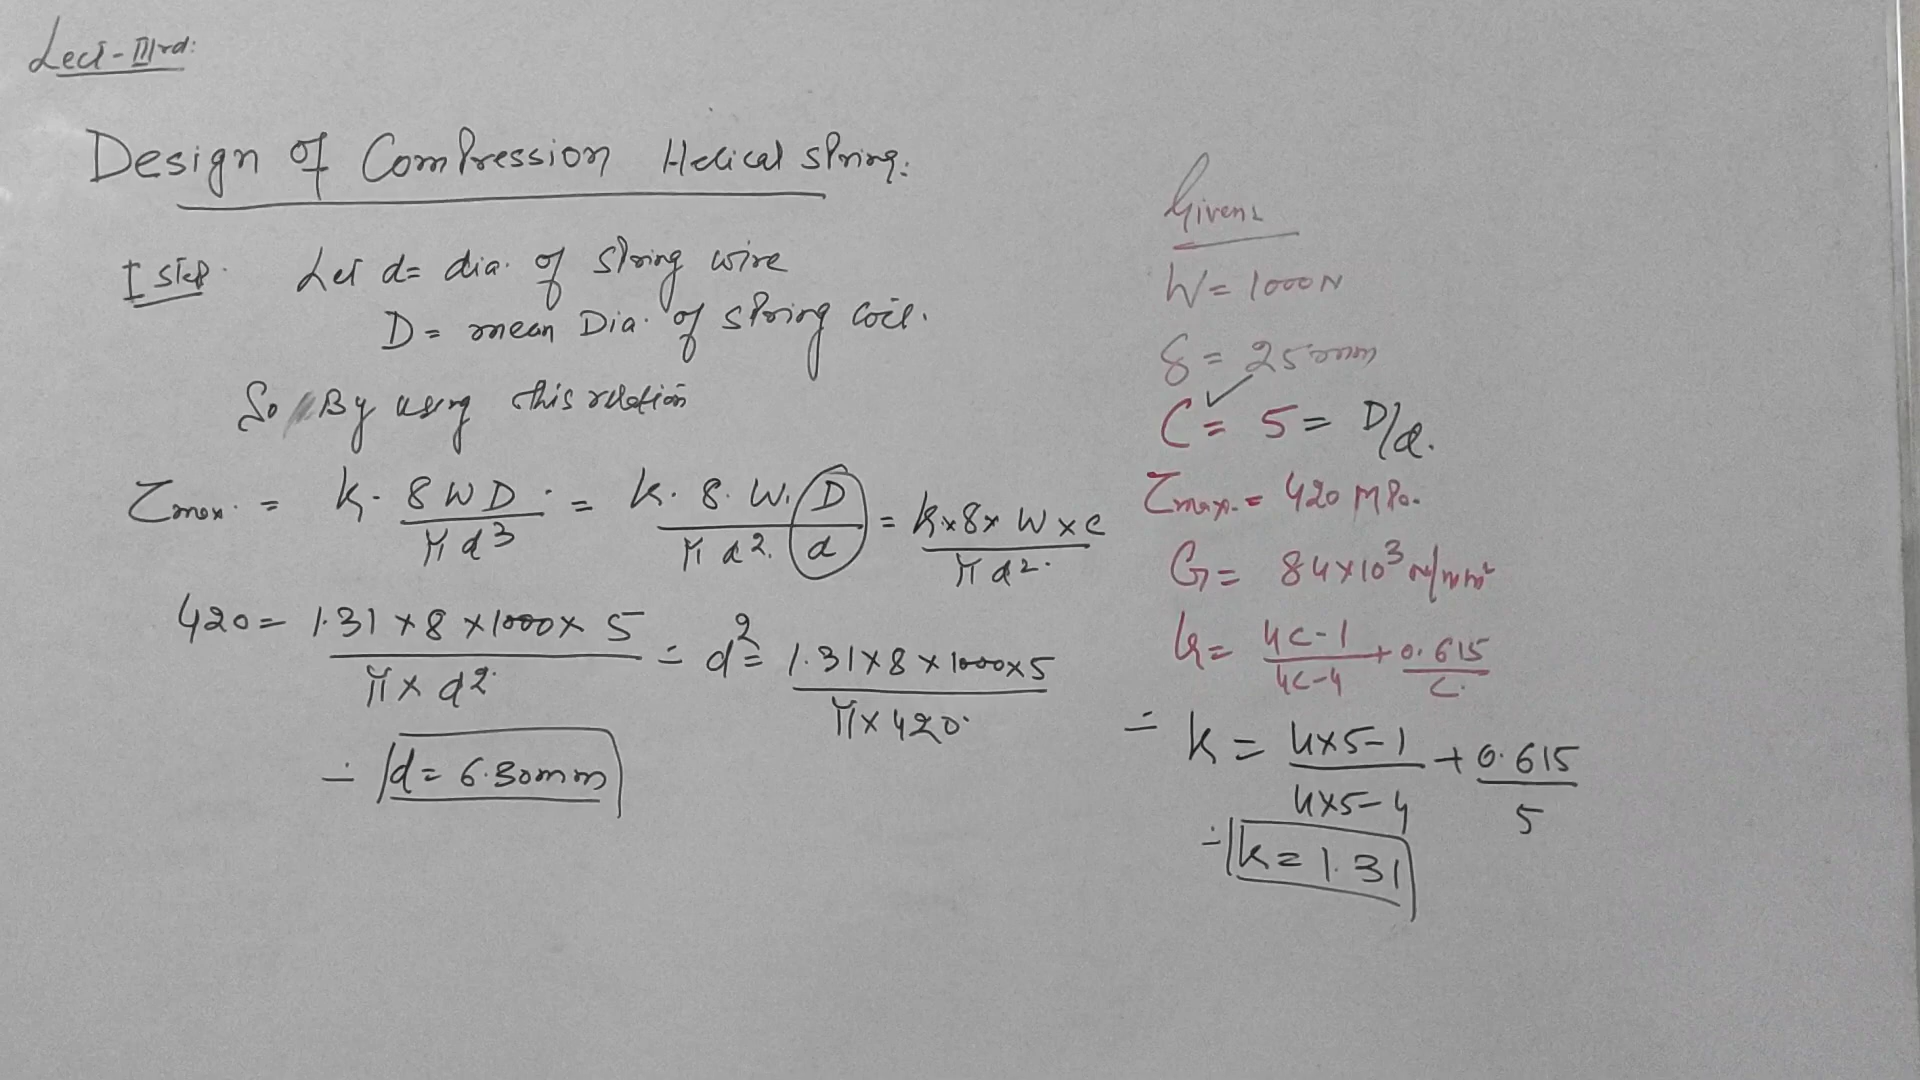 Lect-IIIrd:
Design of Compression Helical spring:
I step. Let d= dia. of spring wire
D= mean Dia. of spring coil.
So By using this relation
τmax. = k. 8WD / πd³ = k. 8. W. D / πd². d = k×8×W×C / πd².
420= 1.31×8×1000×5 / π×d² = d²= 1.31×8×1000×5 / π×420
∴ d= 6.30mm
Given:
W= 1000N
δ= 25mm
C= 5= D/d.
τmax.= 420 MPa.
G= 84×10³ N/mm²
k= 4C-1 / 4C-4 + 0.615 / C.
= k= 4×5-1 / 4×5-4 + 0.615 / 5
∴ k= 1.31